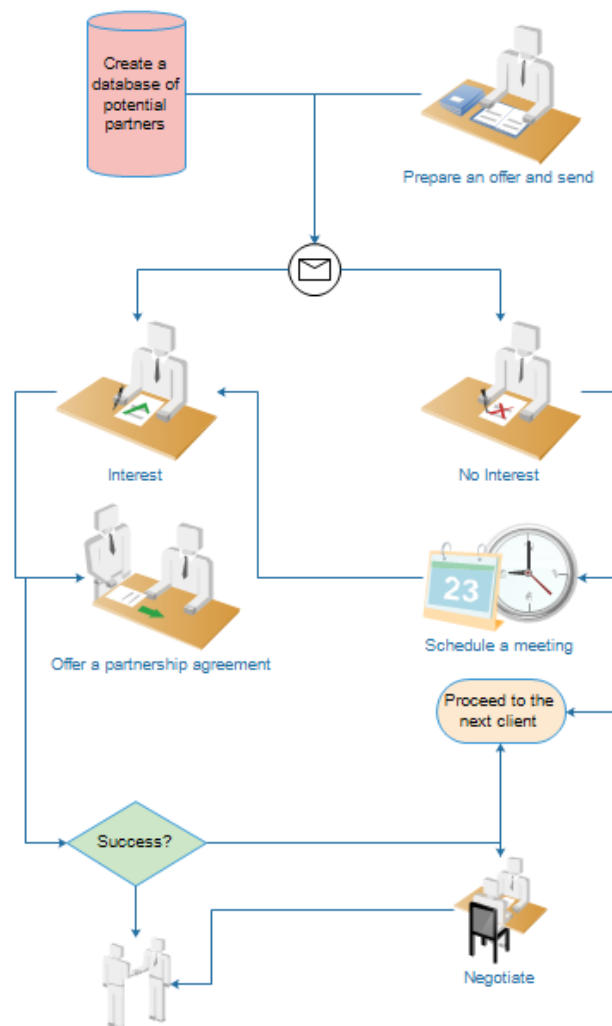 Create a
database of
potential
partners
Prepare an offer and send
Interest
No Interest
23
Offer a partnership agreement
Schedule a meeting
Proceed to the
next client
Success?
Negotiate